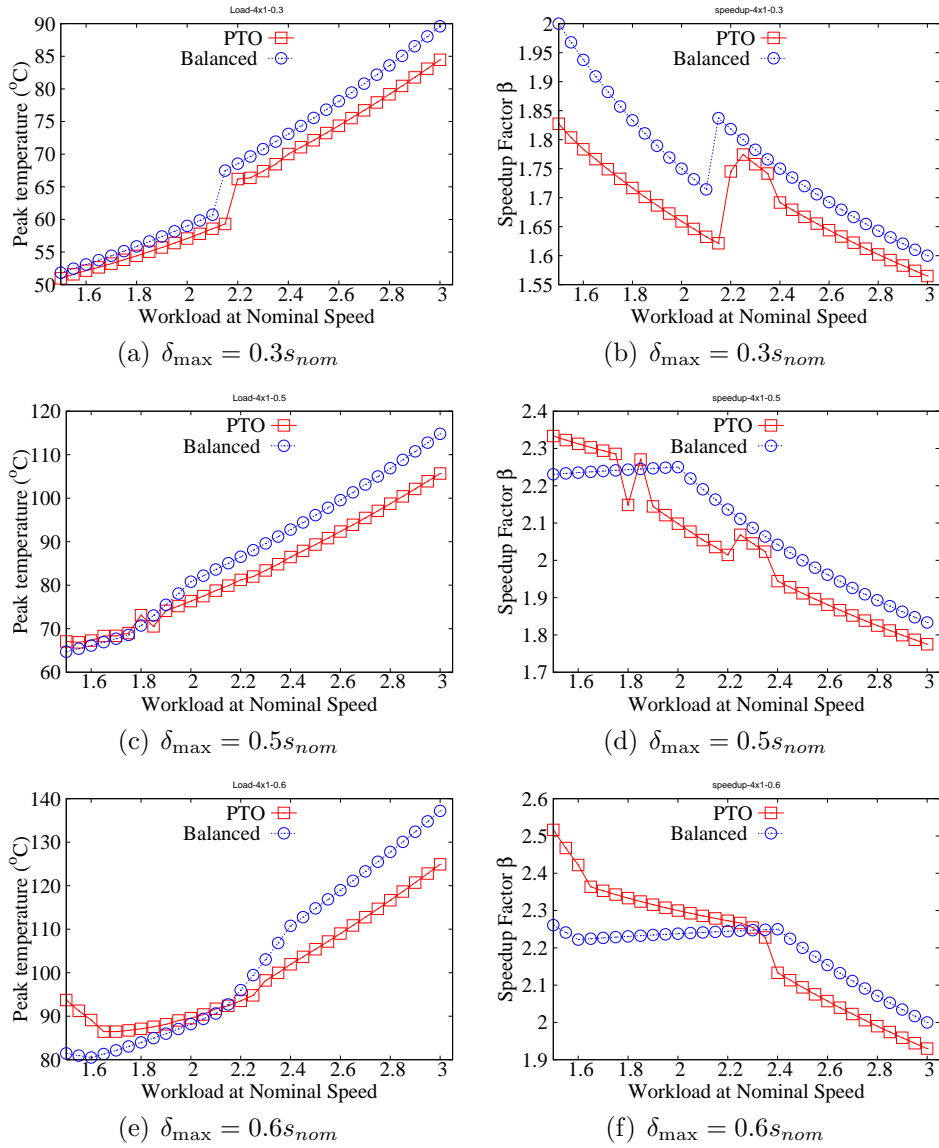 Load-4x1-0.3
90
85
80
75
70
65
60
55
50
PTO
Balanced
Peak temperature (°C)
1.6 1.8 2 2.2 2.4 2.6 2.8 3
Workload at Nominal Speed
(a) δmax = 0.3snom
speedup-4x1-0.3
2
1.95
1.9
1.85
1.8
1.75
1.7
1.65
1.6
1.55
PTO
Balanced
Speedup Factor β
1.6 1.8 2 2.2 2.4 2.6 2.8 3
Workload at Nominal Speed
(b) δmax = 0.3snom
Load-4x1-0.5
120
110
100
90
80
70
60
PTO
Balanced
Peak temperature (°C)
1.6 1.8 2 2.2 2.4 2.6 2.8 3
Workload at Nominal Speed
(c) δmax = 0.5snom
speedup-4x1-0.5
2.4
2.3
2.2
2.1
2
1.9
1.8
1.7
PTO
Balanced
Speedup Factor β
1.6 1.8 2 2.2 2.4 2.6 2.8 3
Workload at Nominal Speed
(d) δmax = 0.5snom
Load-4x1-0.6
140
130
120
110
100
90
80
PTO
Balanced
Peak temperature (°C)
1.6 1.8 2 2.2 2.4 2.6 2.8 3
Workload at Nominal Speed
(e) δmax = 0.6snom
speedup-4x1-0.6
2.6
2.5
2.4
2.3
2.2
2.1
2
1.9
PTO
Balanced
Speedup Factor β
1.6 1.8 2 2.2 2.4 2.6 2.8 3
Workload at Nominal Speed
(f) δmax = 0.6snom